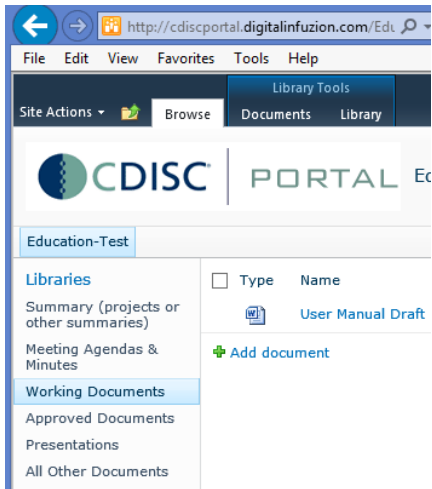 http://cdiscportal.digitalinfuzion.com/Edu
File Edit View Favorites Tools Help
Library Tools
Site Actions Browse Documents Library
CDISC PORTAL
Education-Test
Libraries
Type Name
Summary (projects or
other summaries)
User Manual Draft
Meeting Agendas &
Minutes
Add document
Working Documents
Approved Documents
Presentations
All Other Documents